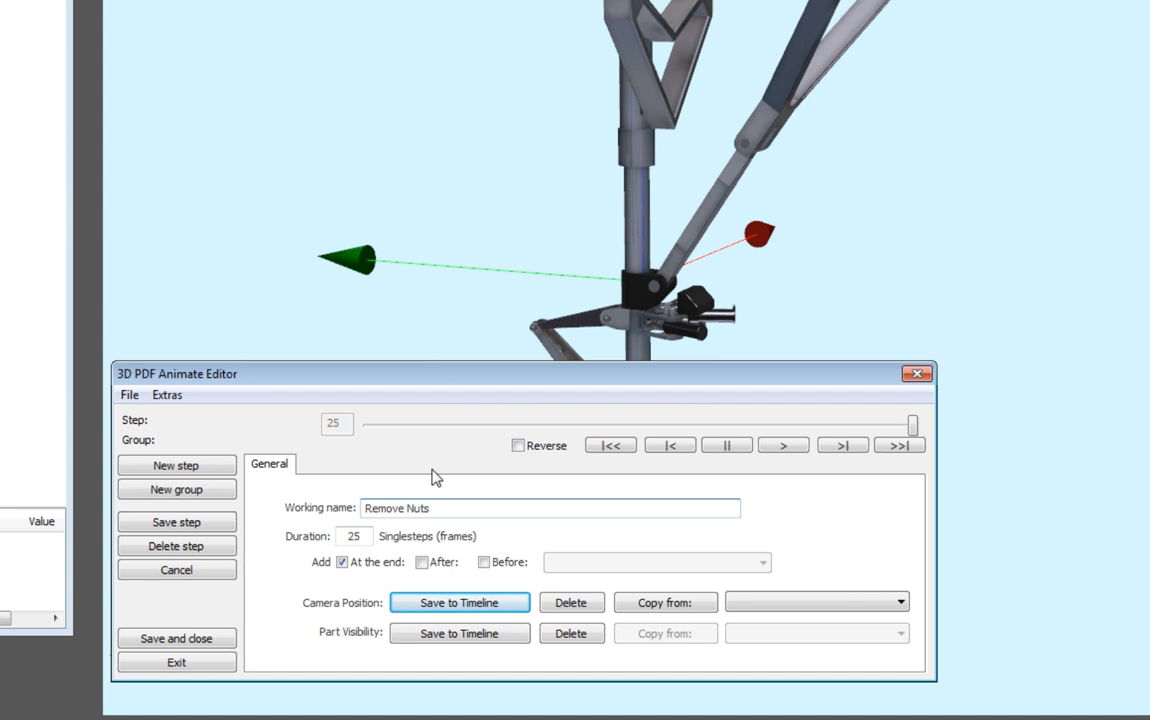 Value
3D PDF Animate Editor
File Extras
Step: 25
Group:
Reverse |<< |< || > >| >>|
New step
New group
Save step
Delete step
Cancel
Save and close
Exit
General
Working name: Remove Nuts
Duration: 25 Singlesteps (frames)
Add At the end: After: Before:
Camera Position: Save to Timeline Delete Copy from:
Part Visibility: Save to Timeline Delete Copy from: